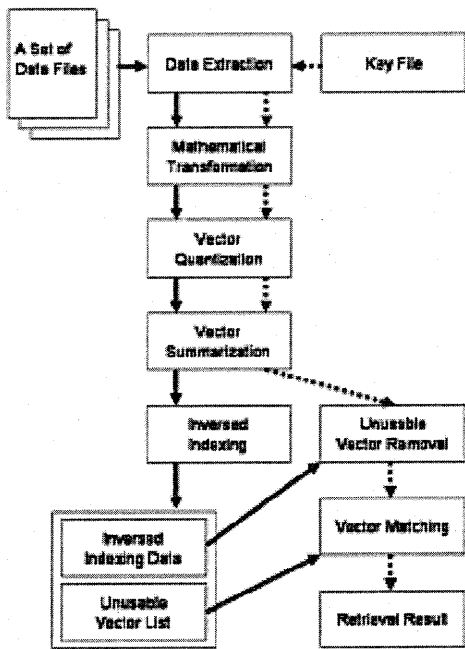 A Set of
Data Files
Data Extraction
Key File
Mathematical
Transformation
Vector
Quantization
Vector
Summarization
Inversed
Indexing
Unusable
Vector Removal
Inversed
Indexing Data
Vector Matching
Unusable
Vector List
Retrieval Result